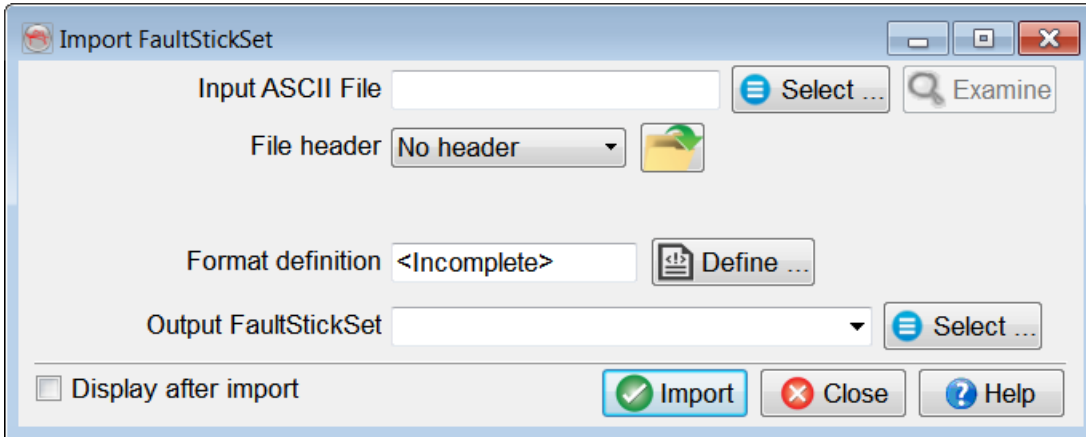 Import FaultStickSet
Input ASCII File Select ... Examine
File header No header
Format definition <Incomplete> Define ...
Output FaultStickSet Select ...
Display after import Import Close Help